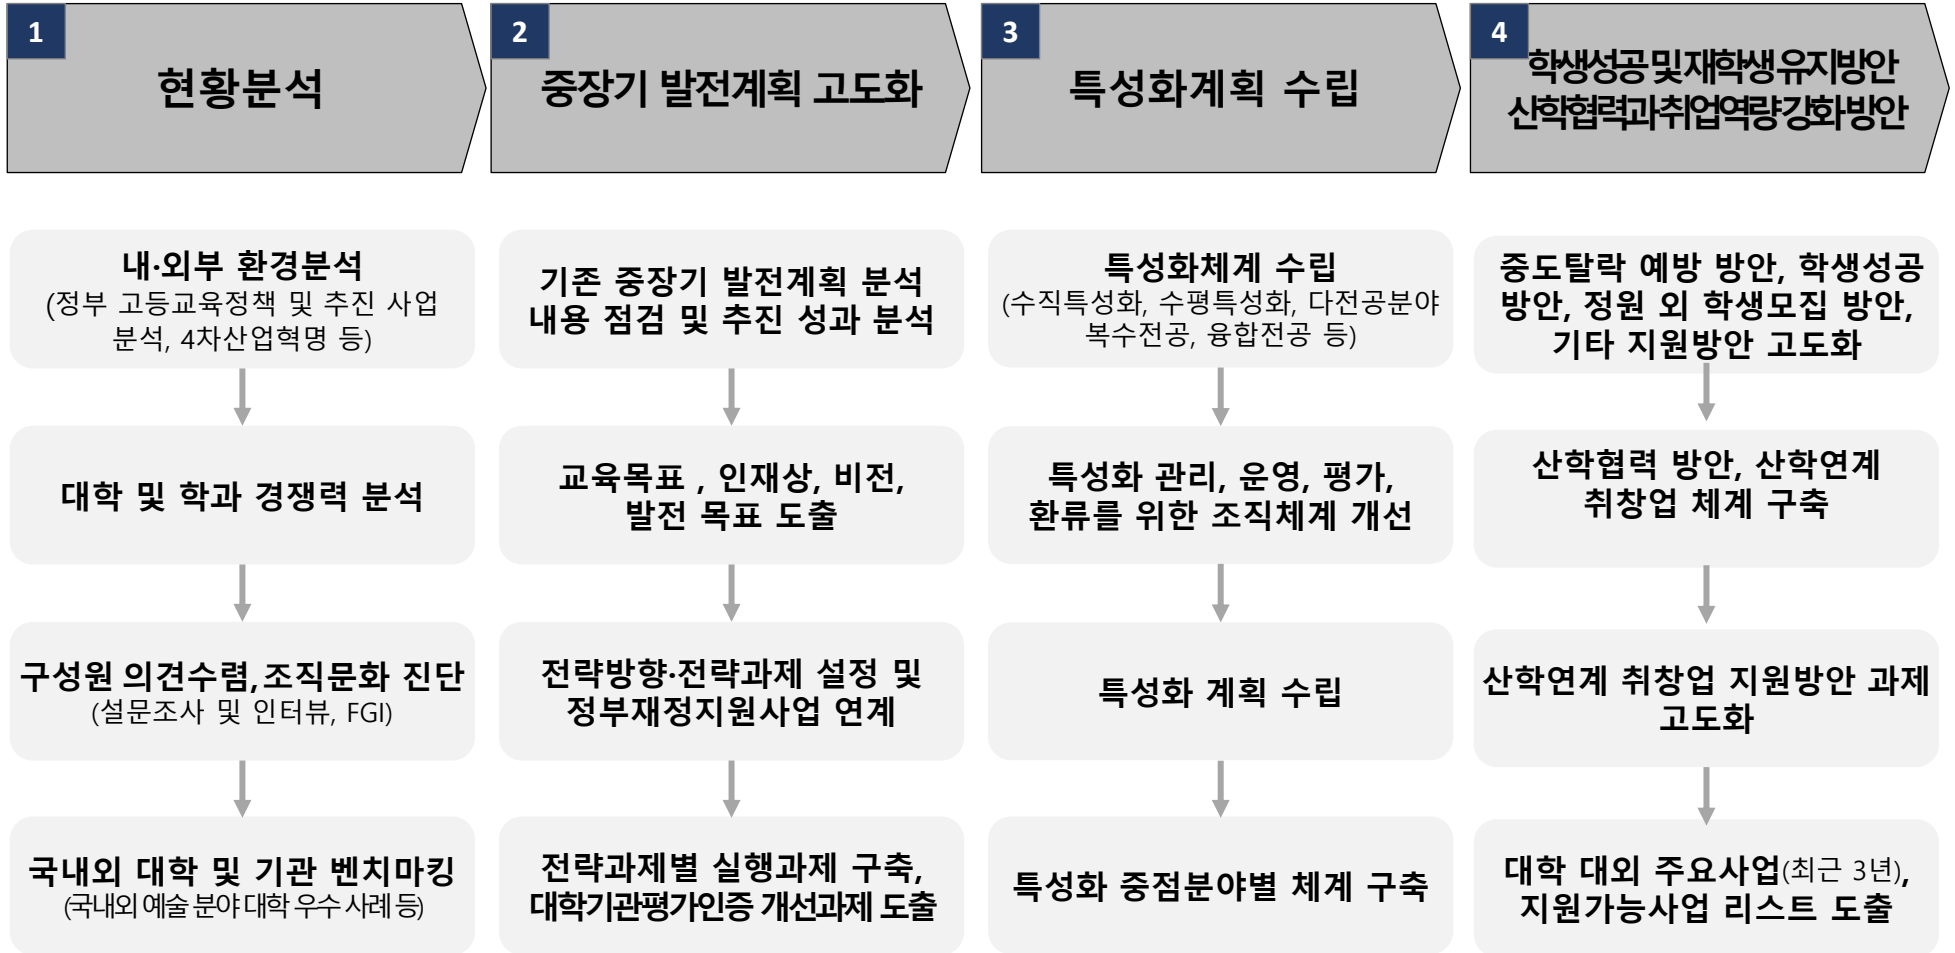 1
현황분석
2
중장기 발전계획 고도화
3
특성화계획 수립
4
학생성공 및 재학생 유지방안
산학협력과 취업역량 강화 방안
내·외부 환경분석
(정부 고등교육정책 및 추진 사업
분석, 4차산업혁명 등)
대학 및 학과 경쟁력 분석
구성원 의견수렴, 조직문화 진단
(설문조사 및 인터뷰, FGI)
국내외 대학 및 기관 벤치마킹
(국내외 예술 분야 대학 우수 사례 등)
기존 중장기 발전계획 분석
내용 점검 및 추진 성과 분석
교육목표 , 인재상, 비전,
발전 목표 도출
전략방향·전략과제 설정 및
정부재정지원사업 연계
전략과제별 실행과제 구축,
대학기관평가인증 개선과제 도출
특성화체계 수립
(수직특성화, 수평특성화, 다전공분야
복수전공, 융합전공 등)
특성화 관리, 운영, 평가,
환류를 위한 조직체계 개선
특성화 계획 수립
특성화 중점분야별 체계 구축
중도탈락 예방 방안, 학생성공
방안, 정원 외 학생모집 방안,
기타 지원방안 고도화
산학협력 방안, 산학연계
취창업 체계 구축
산학연계 취창업 지원방안 과제
고도화
대학 대외 주요사업(최근 3년),
지원가능사업 리스트 도출